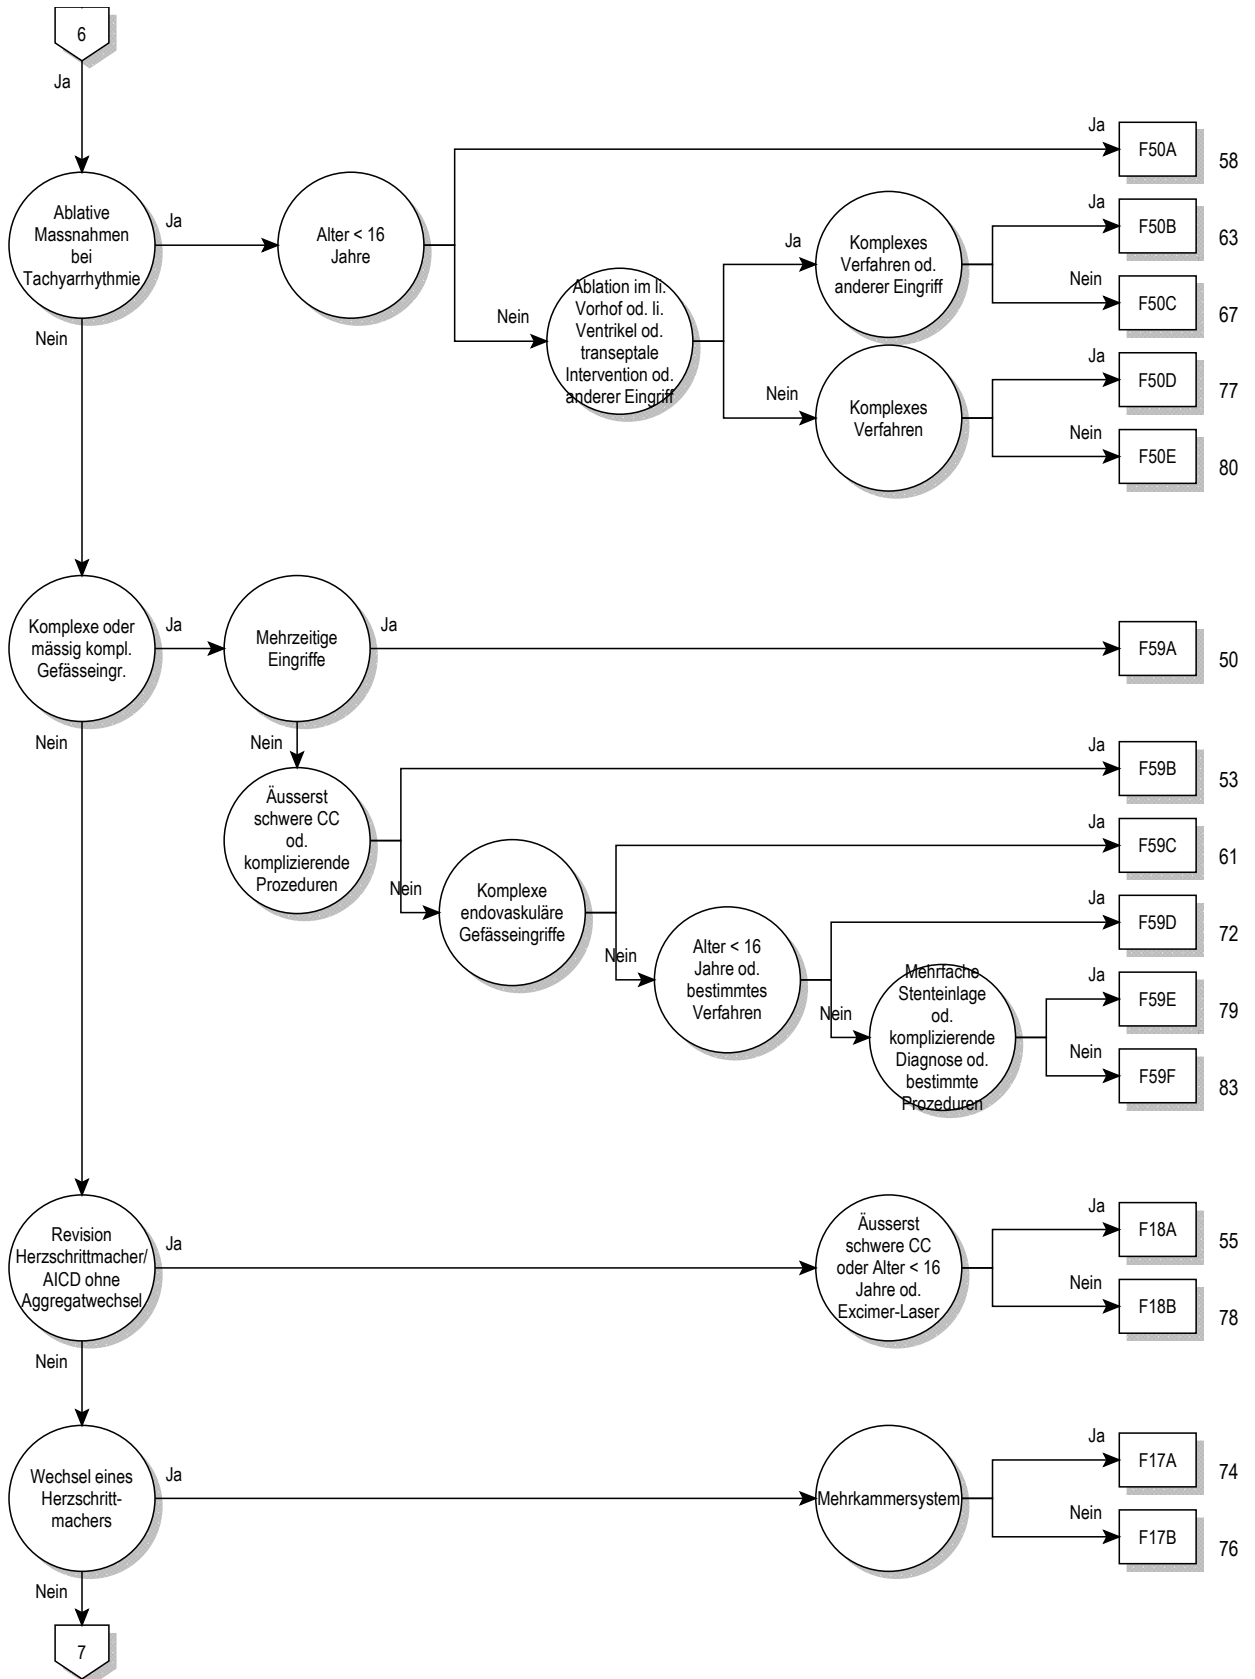 6
Ja
Ablative
Massnahmen
bei
Tachyarrhythmie
Ja
Alter < 16
Jahre
Ja
F50A
58
Nein
Ablation im li.
Vorhof od. li.
Ventrikel od.
transeptale
Intervention od.
anderer Eingriff
Ja
Komplexes
Verfahren od.
anderer Eingriff
Ja
F50B
63
Nein
F50C
67
Nein
Komplexes
Verfahren
Ja
F50D
77
Nein
F50E
80
Nein
Komplexe oder
mässig kompl.
Gefässeingr.
Ja
Mehrzeitige
Eingriffe
Ja
F59A
50
Nein
Äusserst
schwere CC
od.
komplizierende
Prozeduren
Ja
F59B
53
Nein
Komplexe
endovaskuläre
Gefässeingriffe
Ja
F59C
61
Nein
Alter < 16
Jahre od.
bestimmtes
Verfahren
Ja
F59D
72
Nein
Mehrfache
Stenteinlage
od.
komplizierende
Diagnose od.
bestimmte
Prozeduren
Ja
F59E
79
Nein
F59F
83
Nein
Revision
Herzschrittmacher/
AICD ohne
Aggregatwechsel
Ja
Äusserst
schwere CC
oder Alter < 16
Jahre od.
Excimer-Laser
Ja
F18A
55
Nein
F18B
78
Nein
Wechsel eines
Herzschritt-
machers
Ja
Mehrkammersystem
Ja
F17A
74
Nein
F17B
76
Nein
7